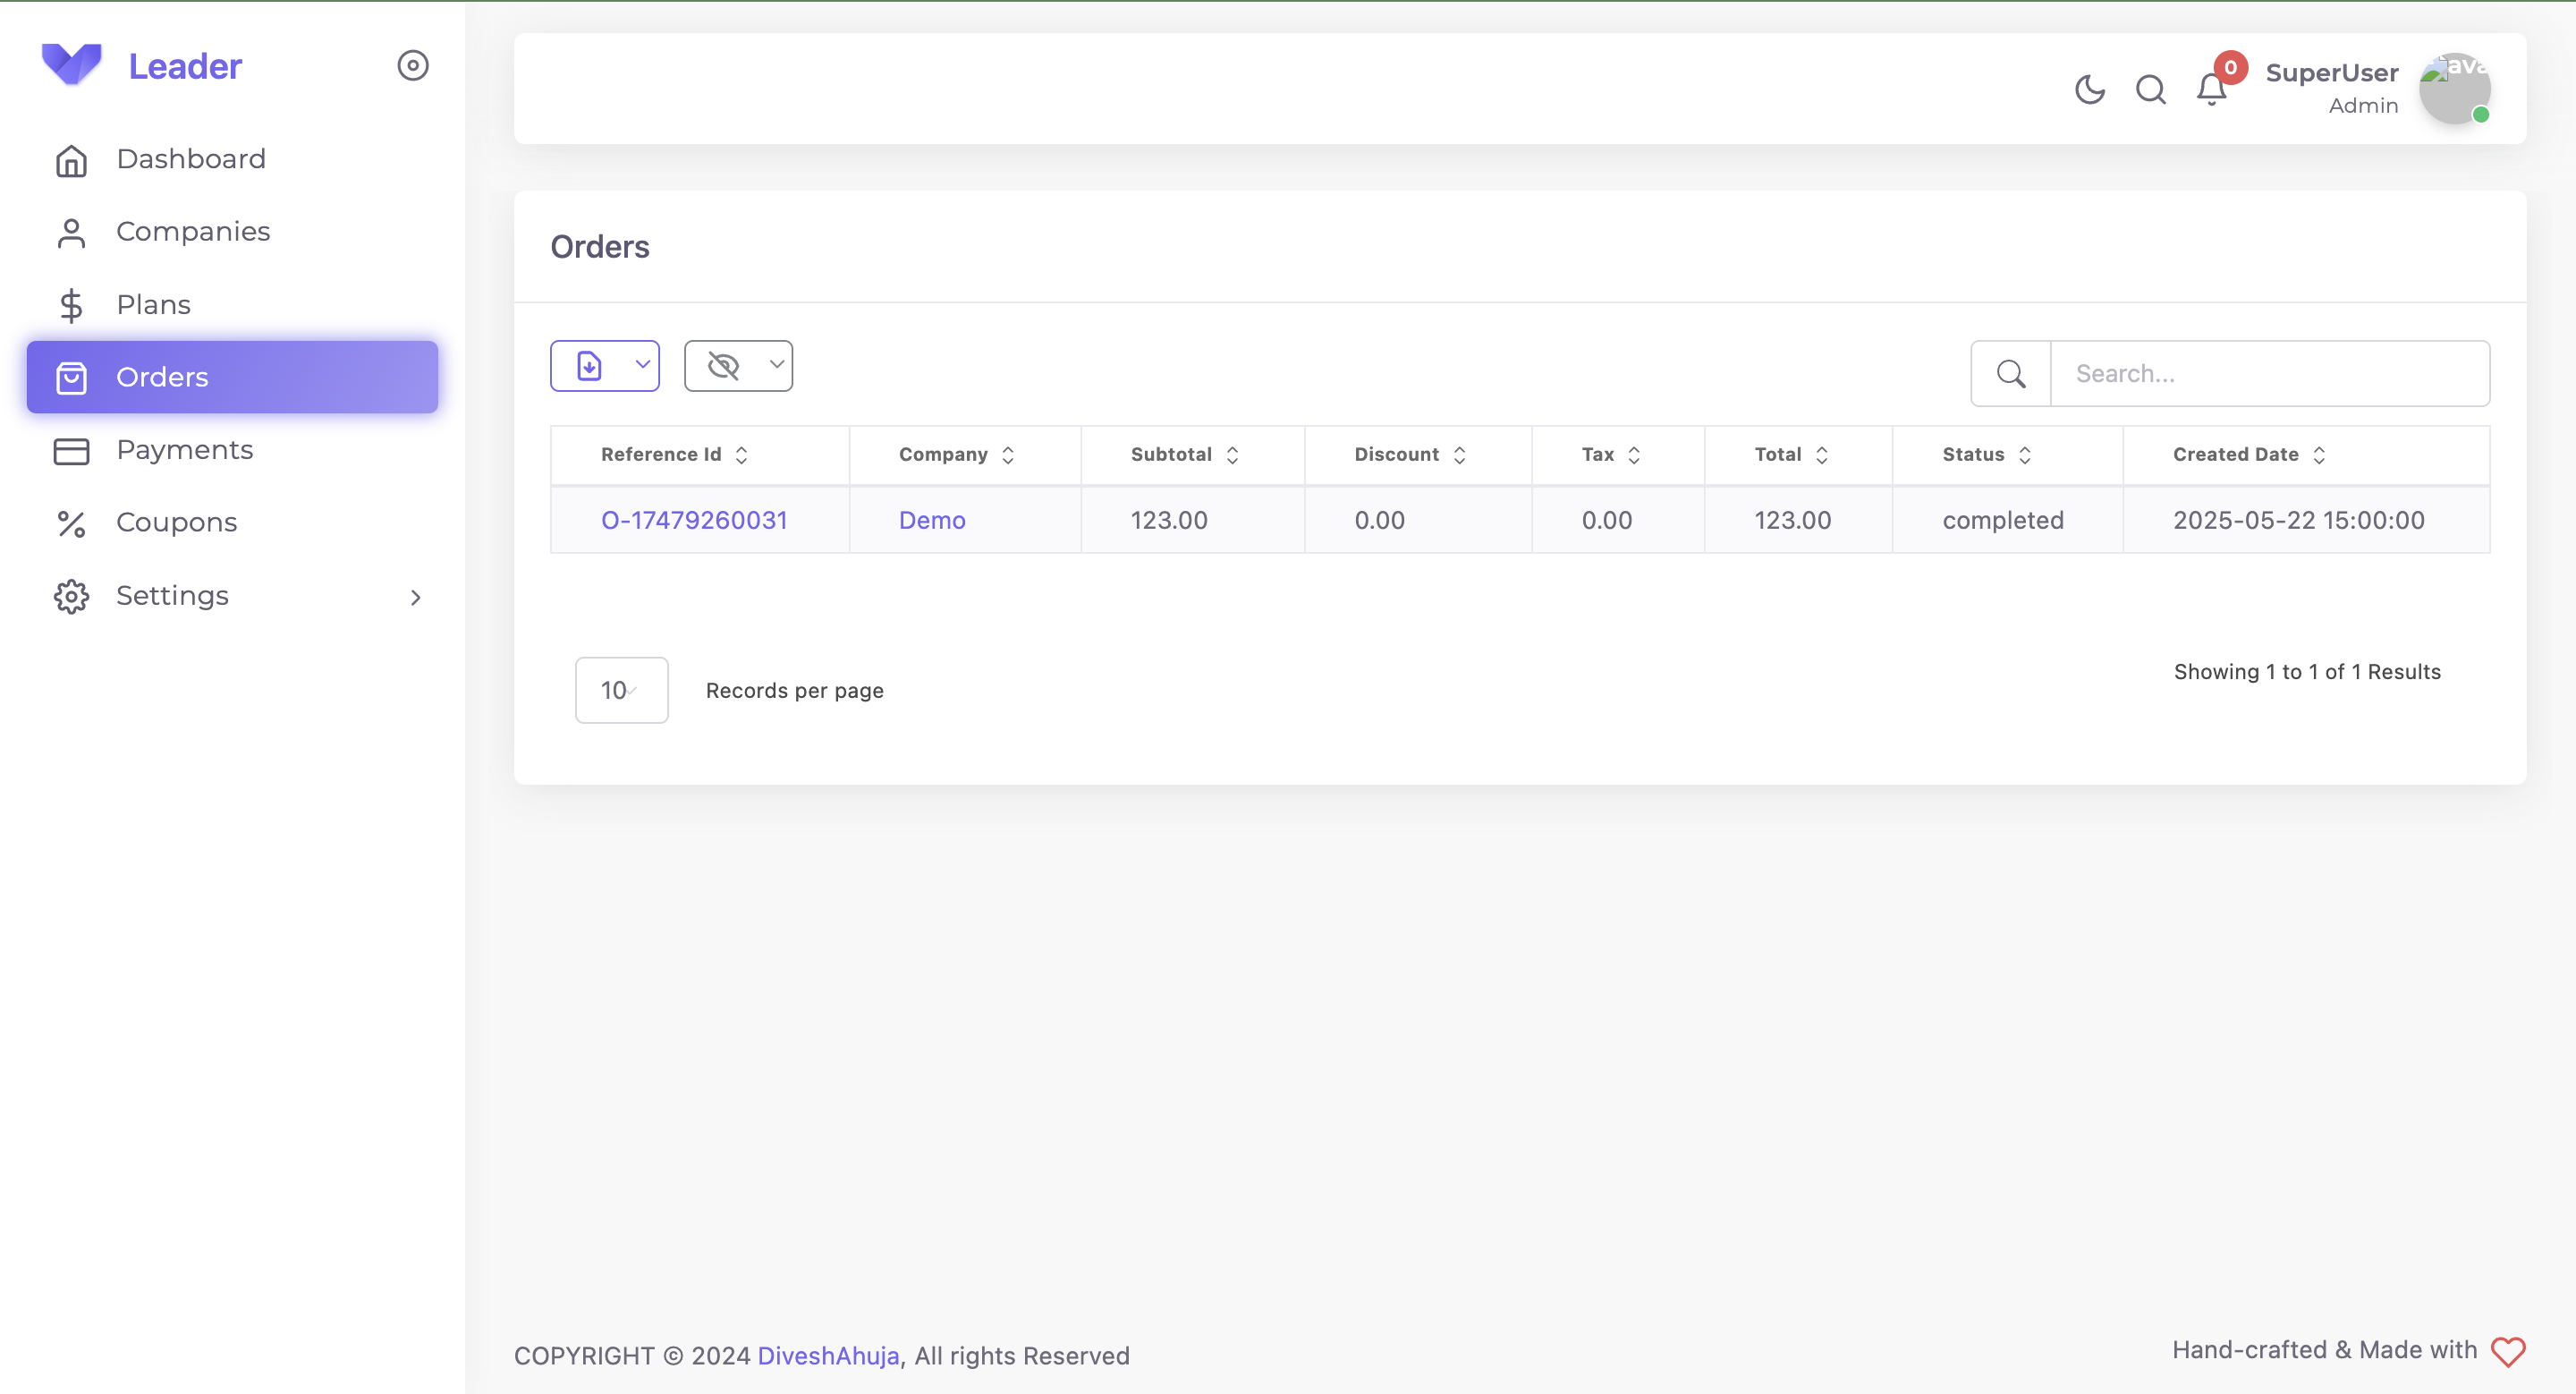 Leader
Dashboard
Companies
Plans
Orders
Payments
Coupons
Settings
0
SuperUser
Admin
Orders
Search...
Reference Id Company Subtotal Discount Tax Total Status Created Date
O-17479260031 Demo 123.00 0.00 0.00 123.00 completed 2025-05-22 15:00:00
10 Records per page
Showing 1 to 1 of 1 Results
COPYRIGHT © 2024 DiveshAhuja, All rights Reserved
Hand-crafted & Made with